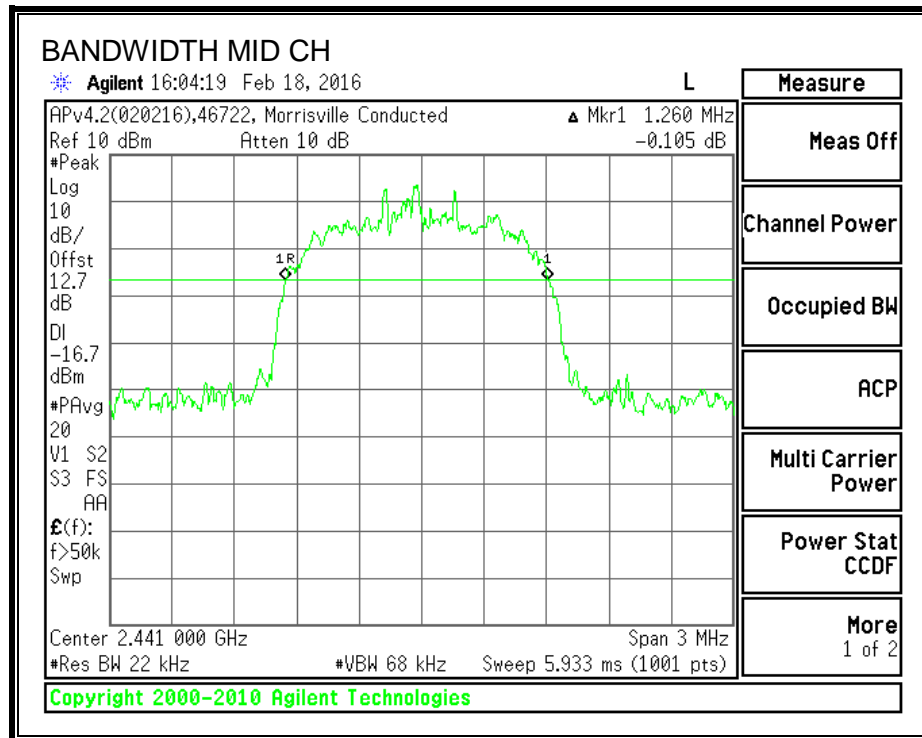 BANDWIDTH MID CH
Agilent 16:04:19 Feb 18, 2016 L
APv4.2(020216),46722, Morrisville Conducted Δ Mkr1 1.260 MHz
Ref 10 dBm Atten 10 dB -0.105 dB
#Peak
Log
10
dB/
Offst
12.7
dB
DI
-16.7
dBm
#PAvg
20
V1 S2
S3 FS
AA
£(f):
f>50k
Swp
1R
1
Center 2.441 000 GHz Span 3 MHz
#Res BW 22 kHz #VBW 68 kHz Sweep 5.933 ms (1001 pts)
Copyright 2000-2010 Agilent Technologies
Measure
Meas Off
Channel Power
Occupied BW
ACP
Multi Carrier
Power
Power Stat
CCDF
More
1 of 2